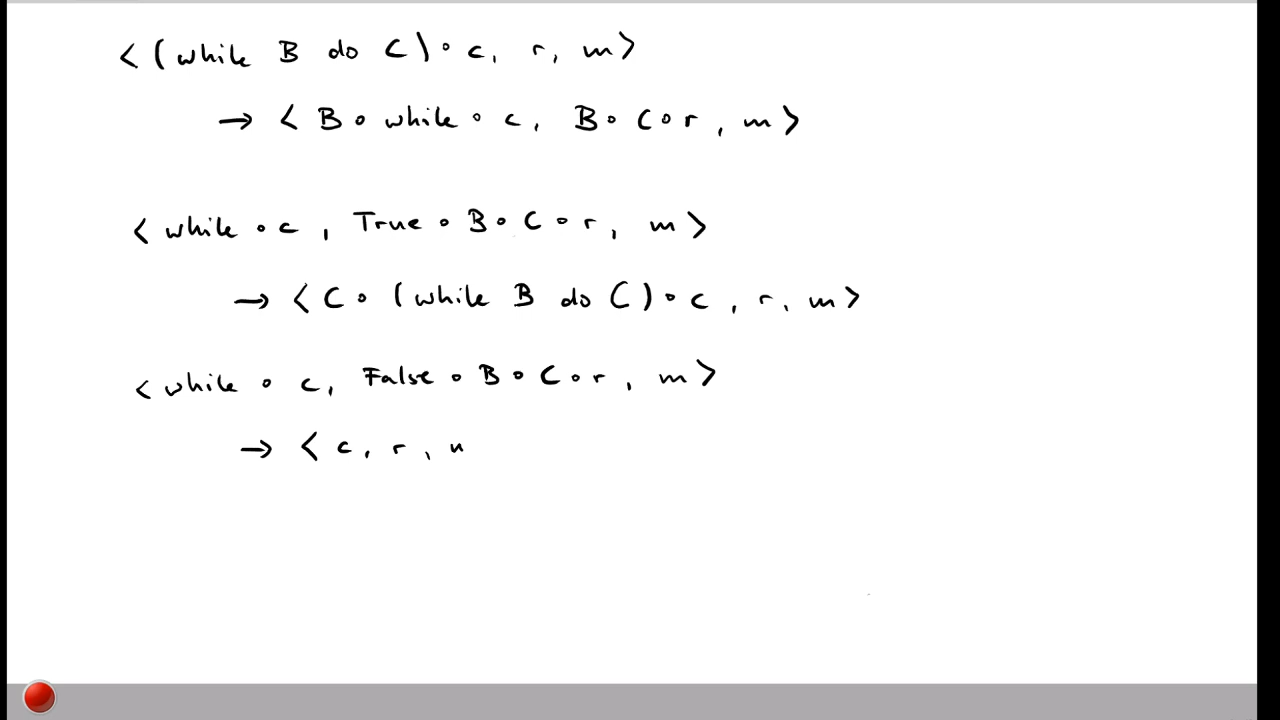 < (while B do C) ∘ c, r, m >
→ < B ∘ while ∘ c, B ∘ C ∘ r, m >
< while ∘ c, True ∘ B ∘ C ∘ r, m >
→ < C ∘ (while B do C) ∘ c, r, m >
< while ∘ c, False ∘ B ∘ C ∘ r, m >
→ < c, r,